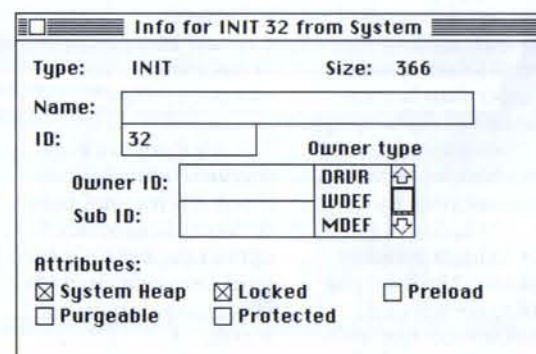 Info for INIT 32 from System
Type: INIT Size: 366
Name:
ID: 32
Owner type
Owner ID: DRVR
WDEF
Sub ID: MDEF
Attributes:
System Heap Locked Preload
Purgeable Protected